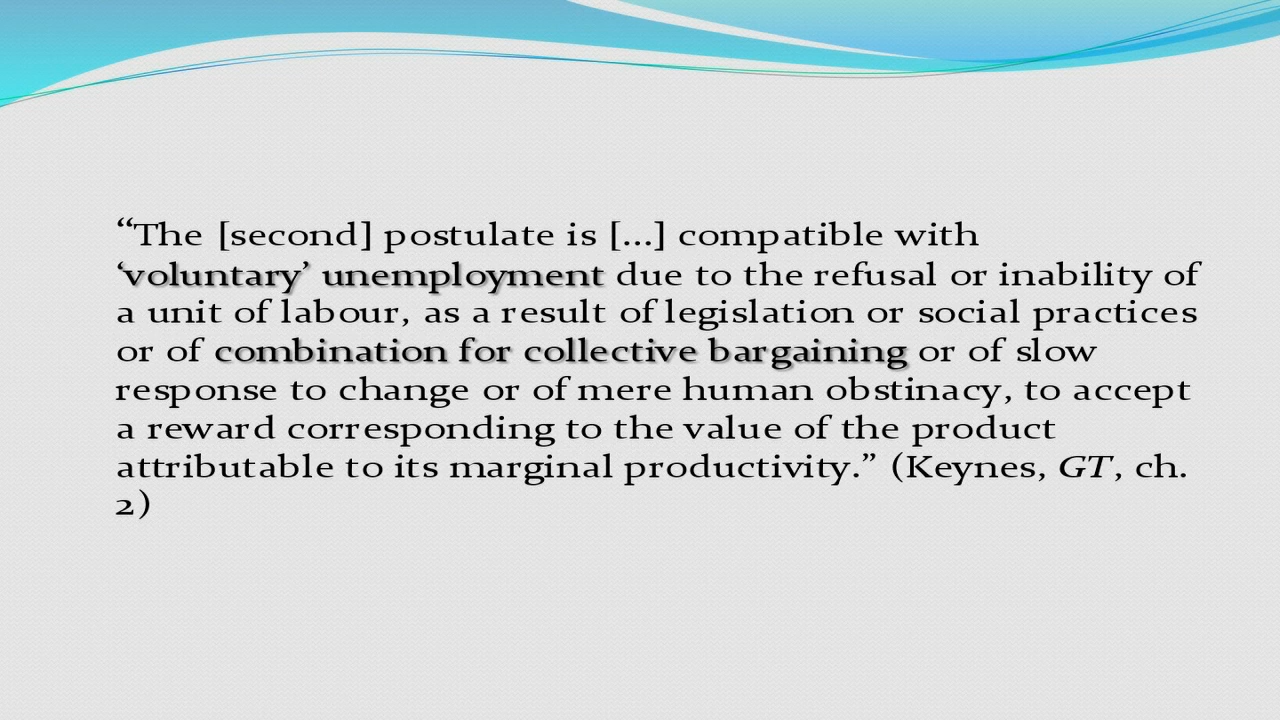 “The [second] postulate is [...] compatible with
‘voluntary’ unemployment due to the refusal or inability of
a unit of labour, as a result of legislation or social practices
or of combination for collective bargaining or of slow
response to change or of mere human obstinacy, to accept
a reward corresponding to the value of the product
attributable to its marginal productivity.” (Keynes, GT, ch.
2)